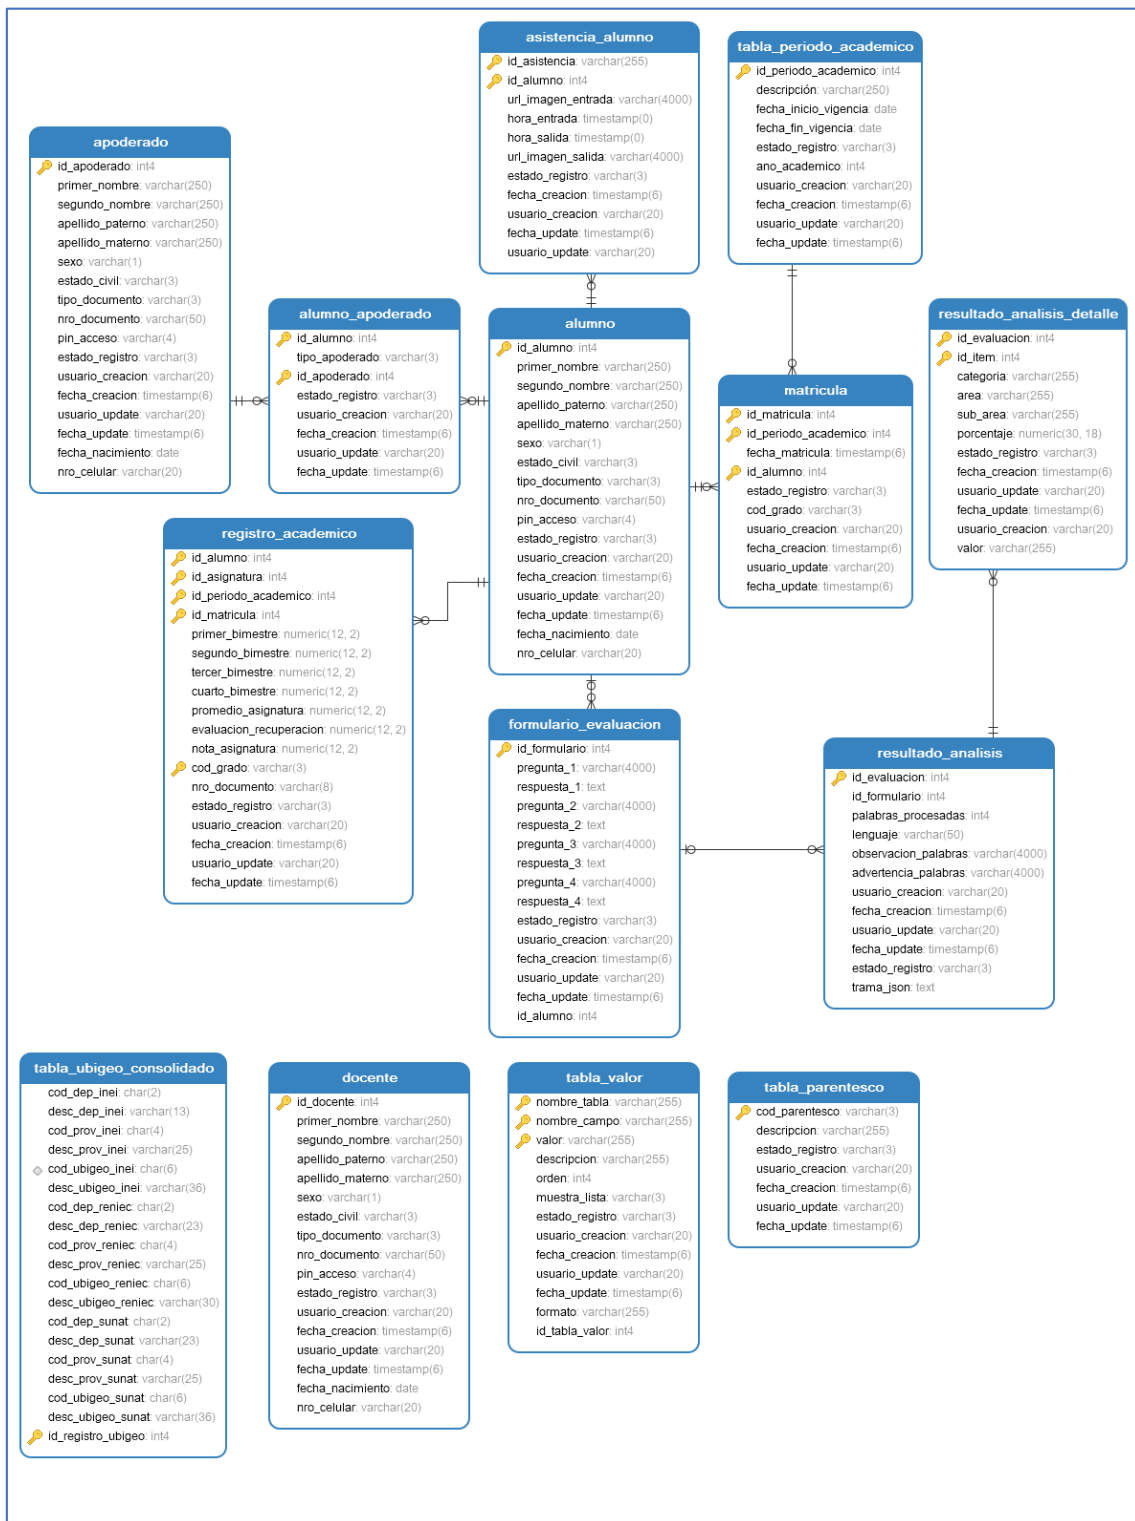 asistencia_alumno
id_asistencia: varchar(255)
id_alumno: int4
url_imagen_entrada: varchar(4000)
hora_entrada: timestamp(0)
hora_salida: timestamp(0)
url_imagen_salida: varchar(4000)
estado_registro: varchar(3)
fecha_creacion: timestamp(6)
usuario_creacion: varchar(20)
fecha_update: timestamp(6)
usuario_update: varchar(20)
tabla_periodo_academico
id_periodo_academico: int4
descripción: varchar(250)
fecha_inicio_vigencia: date
fecha_fin_vigencia: date
estado_registro: varchar(3)
ano_academico: int4
usuario_creacion: varchar(20)
fecha_creacion: timestamp(6)
usuario_update: varchar(20)
fecha_update: timestamp(6)
apoderado
id_apoderado: int4
primer_nombre: varchar(250)
segundo_nombre: varchar(250)
apellido_paterno: varchar(250)
apellido_materno: varchar(250)
sexo: varchar(1)
estado_civil: varchar(3)
tipo_documento: varchar(3)
nro_documento: varchar(50)
pin_acceso: varchar(4)
estado_registro: varchar(3)
usuario_creacion: varchar(20)
fecha_creacion: timestamp(6)
usuario_update: varchar(20)
fecha_update: timestamp(6)
fecha_nacimiento: date
nro_celular: varchar(20)
alumno_apoderado
id_alumno: int4
tipo_apoderado: varchar(3)
id_apoderado: int4
estado_registro: varchar(3)
usuario_creacion: varchar(20)
fecha_creacion: timestamp(6)
usuario_update: varchar(20)
fecha_update: timestamp(6)
alumno
id_alumno: int4
primer_nombre: varchar(250)
segundo_nombre: varchar(250)
apellido_paterno: varchar(250)
apellido_materno: varchar(250)
sexo: varchar(1)
estado_civil: varchar(3)
tipo_documento: varchar(3)
nro_documento: varchar(50)
pin_acceso: varchar(4)
estado_registro: varchar(3)
usuario_creacion: varchar(20)
fecha_creacion: timestamp(6)
usuario_update: varchar(20)
fecha_update: timestamp(6)
fecha_nacimiento: date
nro_celular: varchar(20)
resultado_analisis_detalle
id_evaluacion: int4
id_item: int4
categoria: varchar(255)
area: varchar(255)
sub_area: varchar(255)
porcentaje: numeric(30, 18)
estado_registro: varchar(3)
fecha_creacion: timestamp(6)
usuario_update: varchar(20)
fecha_update: timestamp(6)
usuario_creacion: varchar(20)
valor: varchar(255)
matricula
id_matricula: int4
id_periodo_academico: int4
fecha_matricula: timestamp(6)
id_alumno: int4
estado_registro: varchar(3)
cod_grado: varchar(3)
usuario_creacion: varchar(20)
fecha_creacion: timestamp(6)
usuario_update: varchar(20)
fecha_update: timestamp(6)
registro_academico
id_alumno: int4
id_asignatura: int4
id_periodo_academico: int4
id_matricula: int4
primer_bimestre: numeric(12, 2)
segundo_bimestre: numeric(12, 2)
tercer_bimestre: numeric(12, 2)
cuarto_bimestre: numeric(12, 2)
promedio_asignatura: numeric(12, 2)
evaluacion_recuperacion: numeric(12, 2)
nota_asignatura: numeric(12, 2)
cod_grado: varchar(3)
nro_documento: varchar(8)
estado_registro: varchar(3)
usuario_creacion: varchar(20)
fecha_creacion: timestamp(6)
usuario_update: varchar(20)
fecha_update: timestamp(6)
formulario_evaluacion
id_formulario: int4
pregunta_1: varchar(4000)
respuesta_1: text
pregunta_2: varchar(4000)
respuesta_2: text
pregunta_3: varchar(4000)
respuesta_3: text
pregunta_4: varchar(4000)
respuesta_4: text
estado_registro: varchar(3)
usuario_creacion: varchar(20)
fecha_creacion: timestamp(6)
usuario_update: varchar(20)
fecha_update: timestamp(6)
id_alumno: int4
resultado_analisis
id_evaluacion: int4
id_formulario: int4
palabras_procesadas: int4
lenguaje: varchar(50)
observacion_palabras: varchar(4000)
advertencia_palabras: varchar(4000)
usuario_creacion: varchar(20)
fecha_creacion: timestamp(6)
usuario_update: varchar(20)
fecha_update: timestamp(6)
estado_registro: varchar(3)
trama_json: text
tabla_ubigeo_consolidado
cod_dep_inei: char(2)
desc_dep_inei: varchar(13)
cod_prov_inei: char(4)
desc_prov_inei: varchar(25)
cod_ubigeo_inei: char(6)
desc_ubigeo_inei: varchar(36)
cod_dep_reniec: char(2)
desc_dep_reniec: varchar(23)
cod_prov_reniec: char(4)
desc_prov_reniec: varchar(25)
cod_ubigeo_reniec: char(6)
desc_ubigeo_reniec: varchar(30)
cod_dep_sunat: char(2)
desc_dep_sunat: varchar(23)
cod_prov_sunat: char(4)
desc_prov_sunat: varchar(25)
cod_ubigeo_sunat: char(6)
desc_ubigeo_sunat: varchar(36)
id_registro_ubigeo: int4
docente
id_docente: int4
primer_nombre: varchar(250)
segundo_nombre: varchar(250)
apellido_paterno: varchar(250)
apellido_materno: varchar(250)
sexo: varchar(1)
estado_civil: varchar(3)
tipo_documento: varchar(3)
nro_documento: varchar(50)
pin_acceso: varchar(4)
estado_registro: varchar(3)
usuario_creacion: varchar(20)
fecha_creacion: timestamp(6)
usuario_update: varchar(20)
fecha_update: timestamp(6)
fecha_nacimiento: date
nro_celular: varchar(20)
tabla_valor
nombre_tabla: varchar(255)
nombre_campo: varchar(255)
valor: varchar(255)
descripcion: varchar(255)
orden: int4
muestra_lista: varchar(3)
estado_registro: varchar(3)
usuario_creacion: varchar(20)
fecha_creacion: timestamp(6)
usuario_update: varchar(20)
fecha_update: timestamp(6)
formato: varchar(255)
id_tabla_valor: int4
tabla_parentesco
cod_parentesco: varchar(3)
descripcion: varchar(255)
estado_registro: varchar(3)
usuario_creacion: varchar(20)
fecha_creacion: timestamp(6)
usuario_update: varchar(20)
fecha_update: timestamp(6)